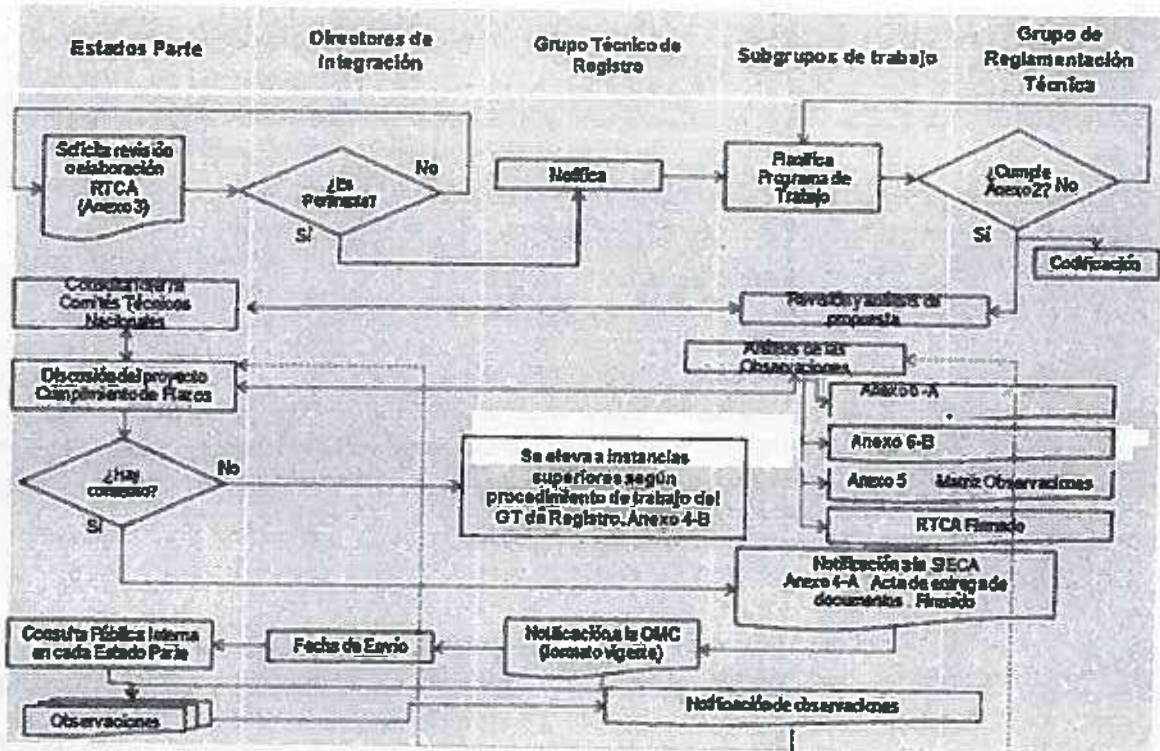 Estados Parte
Directores de
Integración
Grupo Técnico de
Registro
Subgrupos de trabajo
Grupo de
Reglamentación
Técnica
Solicita revisión
o elaboración
RTCA
(Anexo 3)
¿Es
Pertinente?
No
Sí
Notifica
Planifica
Programa de
Trabajo
¿Cumple
Anexo 2?
No
Sí
Codificación
Consulta Interna
Comités Técnicos
Nacionales
Revisión y análisis de
propuesta
Discusión del proyecto
Cumplimiento de Plazos
Análisis de las
Observaciones
Anexo 6-A
Anexo 6-B
Anexo 5 Matriz Observaciones
RTCA Firmado
¿Hay
consenso?
No
Sí
Se eleva a instancias
superiores según
procedimiento de trabajo del
GT de Registro. Anexo 4-B
Notificación a la SIECA
Anexo 4-A Acta de entrega de
documentos Firmado
Consulta Pública Interna
en cada Estado Parte
Fecha de Envío
Notificación a la OMC
(formato vigente)
Observaciones
Notificación de observaciones